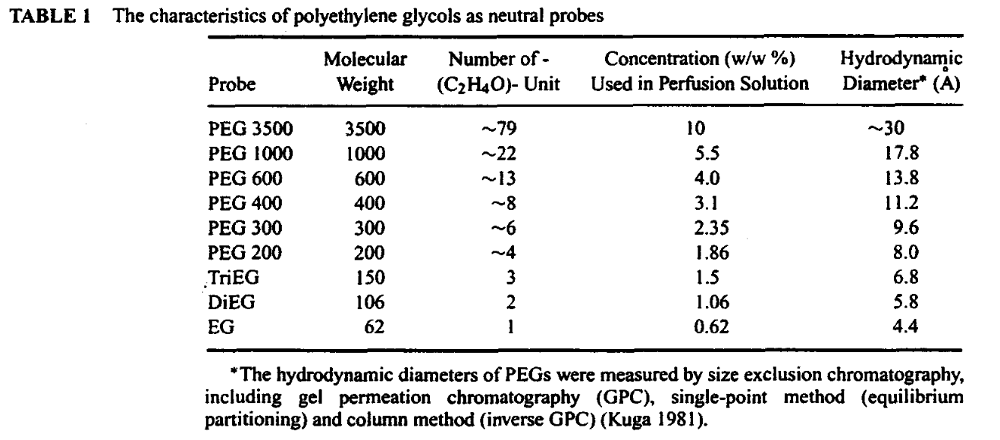 TABLE 1 The characteristics of polyethylene glycols as neutral probes
Molecular Number of - Concentration (w/w %) Hydrodynamic
Probe Weight (C₂H₄O)- Unit Used in Perfusion Solution Diameter* (Å)
PEG 3500 3500 ~79 10 ~30
PEG 1000 1000 ~22 5.5 17.8
PEG 600 600 ~13 4.0 13.8
PEG 400 400 ~8 3.1 11.2
PEG 300 300 ~6 2.35 9.6
PEG 200 200 ~4 1.86 8.0
TriEG 150 3 1.5 6.8
DiEG 106 2 1.06 5.8
EG 62 1 0.62 4.4
*The hydrodynamic diameters of PEGs were measured by size exclusion chromatography,
including gel permeation chromatography (GPC), single-point method (equilibrium
partitioning) and column method (inverse GPC) (Kuga 1981).